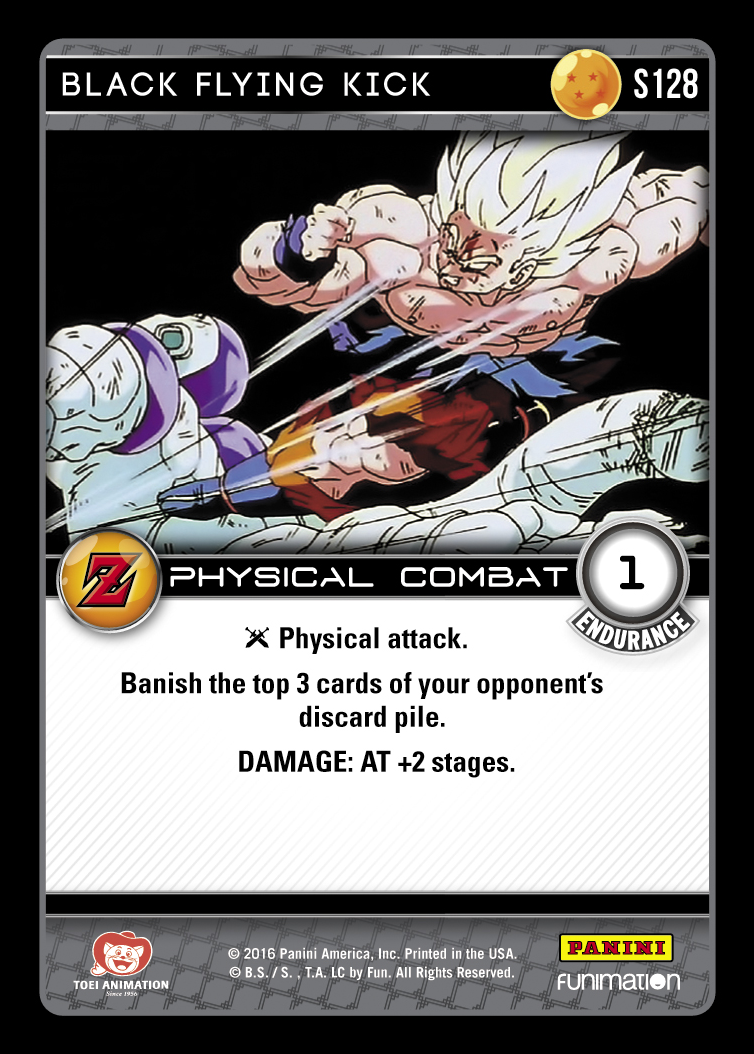 BLACK FLYING KICK
S128
Z PHYSICAL COMBAT
1
ENDURANCE
Physical attack.
Banish the top 3 cards of your opponent's
discard pile.
DAMAGE: AT +2 stages.
TOEI ANIMATION
Since 1956
© 2016 Panini America, Inc. Printed in the USA.
© B.S. / S. , T.A. LC by Fun. All Rights Reserved.
PANINI
FUNIMATION